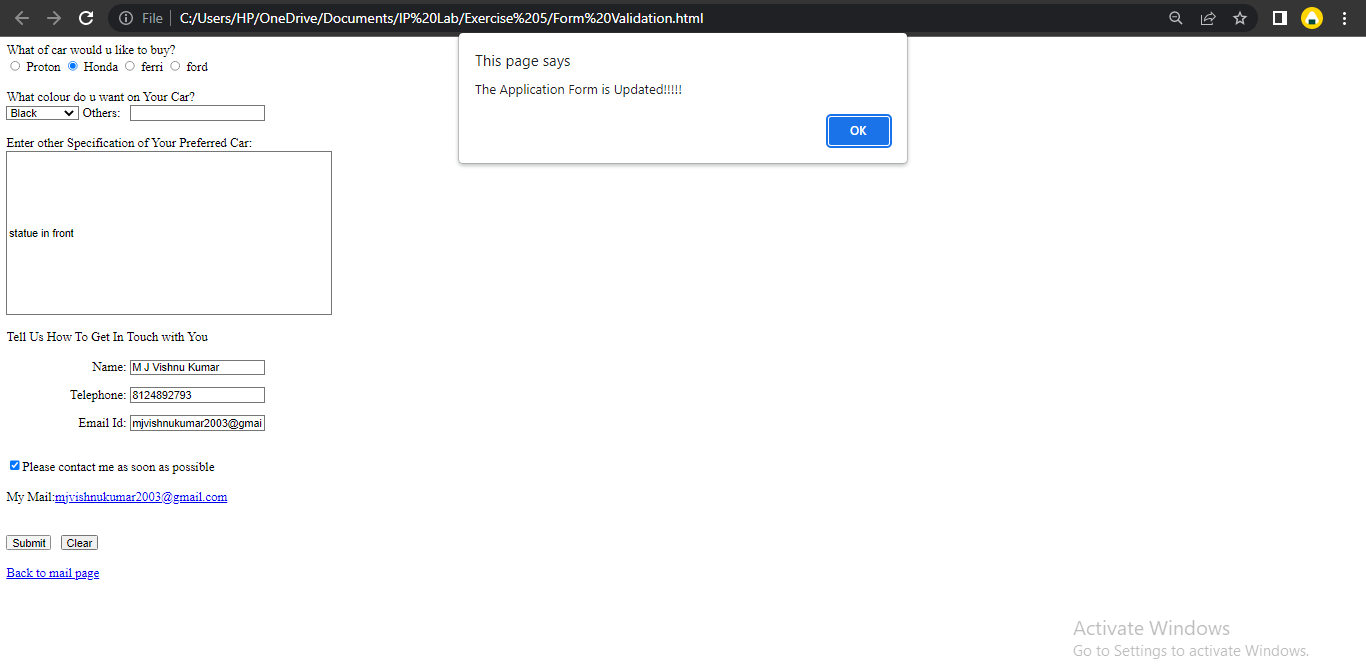 File | C:/Users/HP/OneDrive/Documents/IP%20Lab/Exercise%205/Form%20Validation.html
This page says
The Application Form is Updated!!!!!
OK
What of car would u like to buy?
Proton Honda ferri ford
What colour do u want on Your Car?
Black Others:
Enter other Specification of Your Preferred Car:
statue in front
Tell Us How To Get In Touch with You
Name: M J Vishnu Kumar
Telephone: 8124892793
Email Id: mjvishnukumar2003@gmai
Please contact me as soon as possible
My Mail:mjvishnukumar2003@gmail.com
Submit Clear
Back to mail page
Activate Windows
Go to Settings to activate Windows.